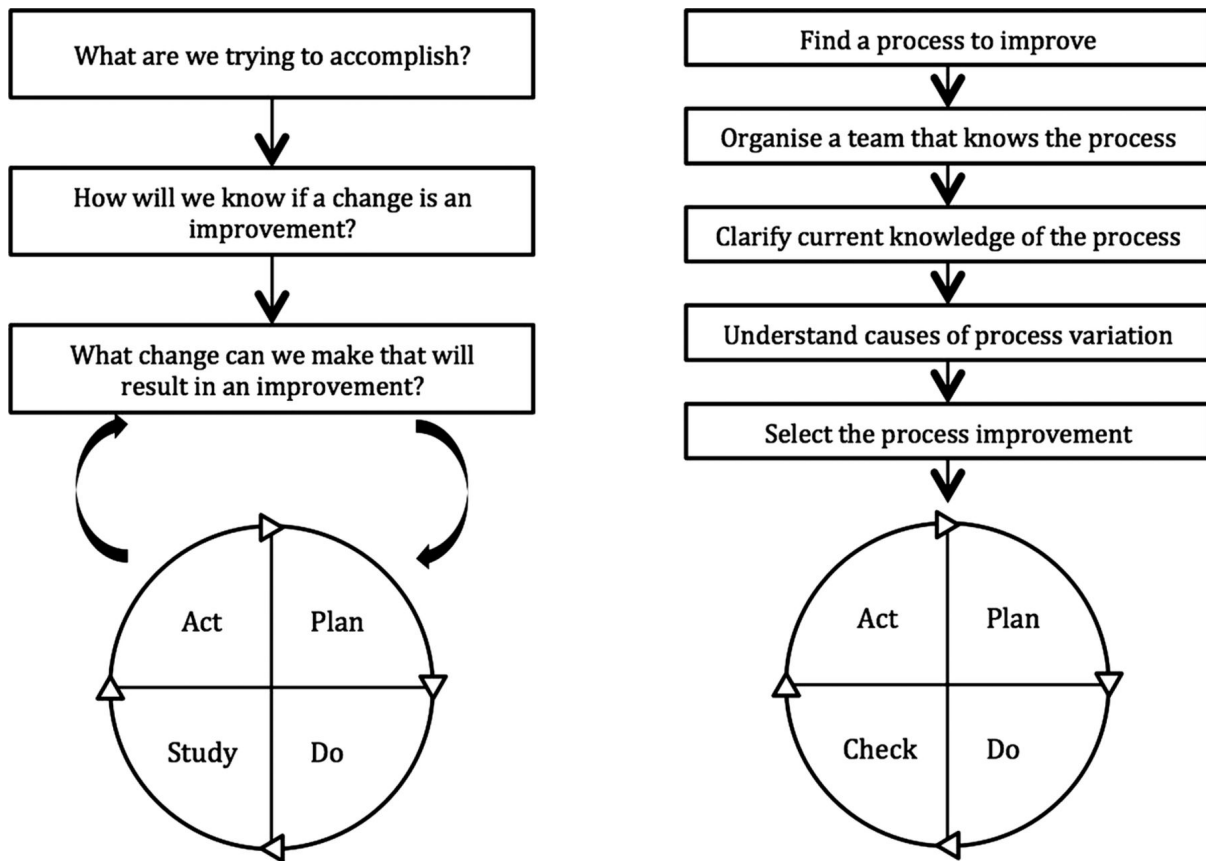 What are we trying to accomplish?
How will we know if a change is an
improvement?
What change can we make that will
result in an improvement?
Act
Plan
Study
Do
Find a process to improve
Organise a team that knows the process
Clarify current knowledge of the process
Understand causes of process variation
Select the process improvement
Act
Plan
Check
Do